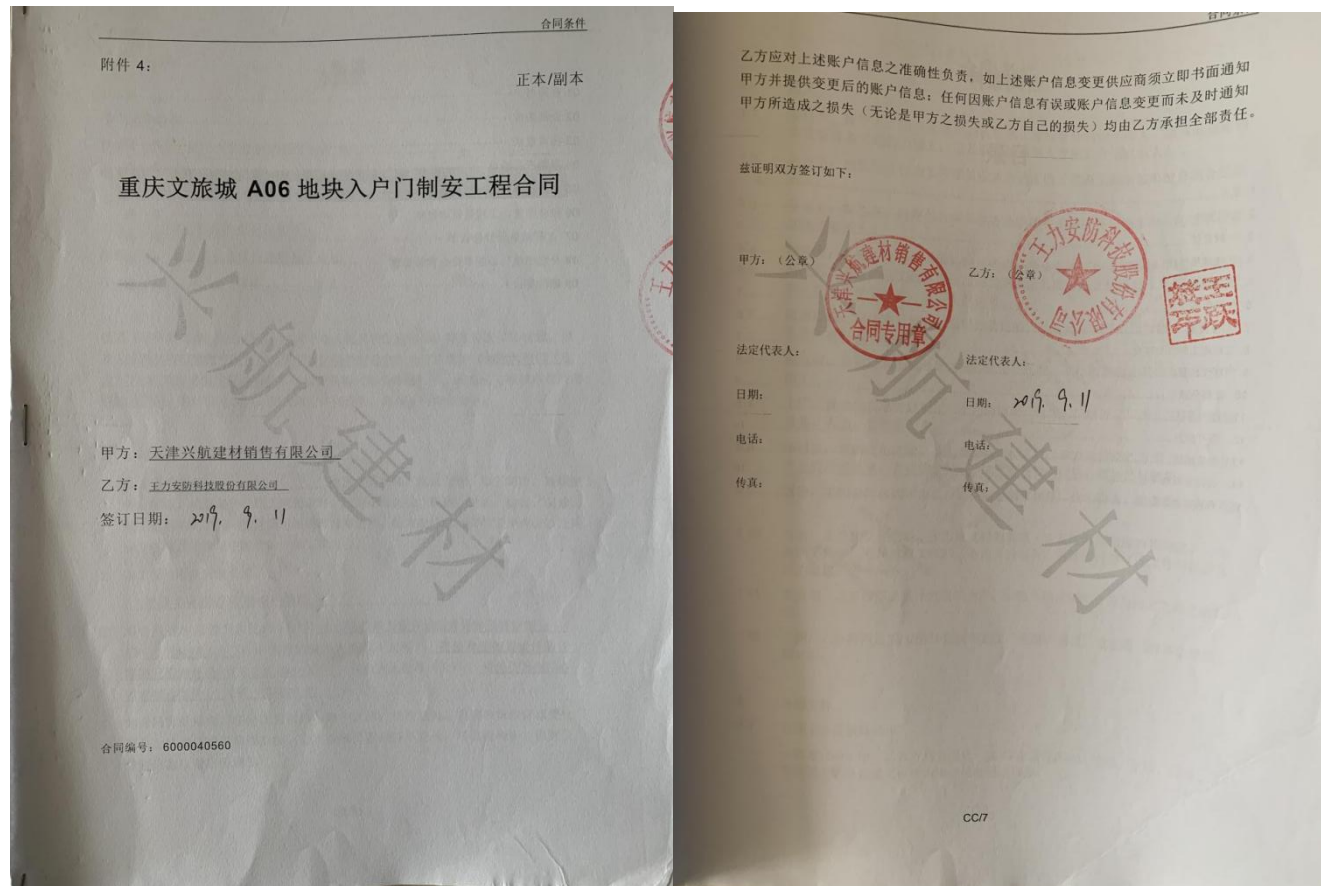 合同条件
附件 4：
正本/副本
重庆文旅城 A06 地块入户门制安工程合同
甲方：天津兴航建材销售有限公司
乙方：王力安防科技股份有限公司
签订日期： 2019. 9. 11
合同编号：6000040560
兴航建材
王力
乙方应对上述账户信息之准确性负责，如上述账户信息变更供应商须立即书面通知
甲方并提供变更后的账户信息；任何因账户信息有误或账户信息变更而未及时通知
甲方所造成之损失（无论是甲方之损失或乙方自己的损失）均由乙方承担全部责任。
兹证明双方签订如下：
甲方：（公章）
天津兴航建材销售有限公司
合同专用章
乙方：（公章）
王力安防科技股份有限公司
法定代表人：
法定代表人：
日期：
日期： 2019. 9. 11
电话：
电话：
传真：
传真：
兴航建材
CC/7